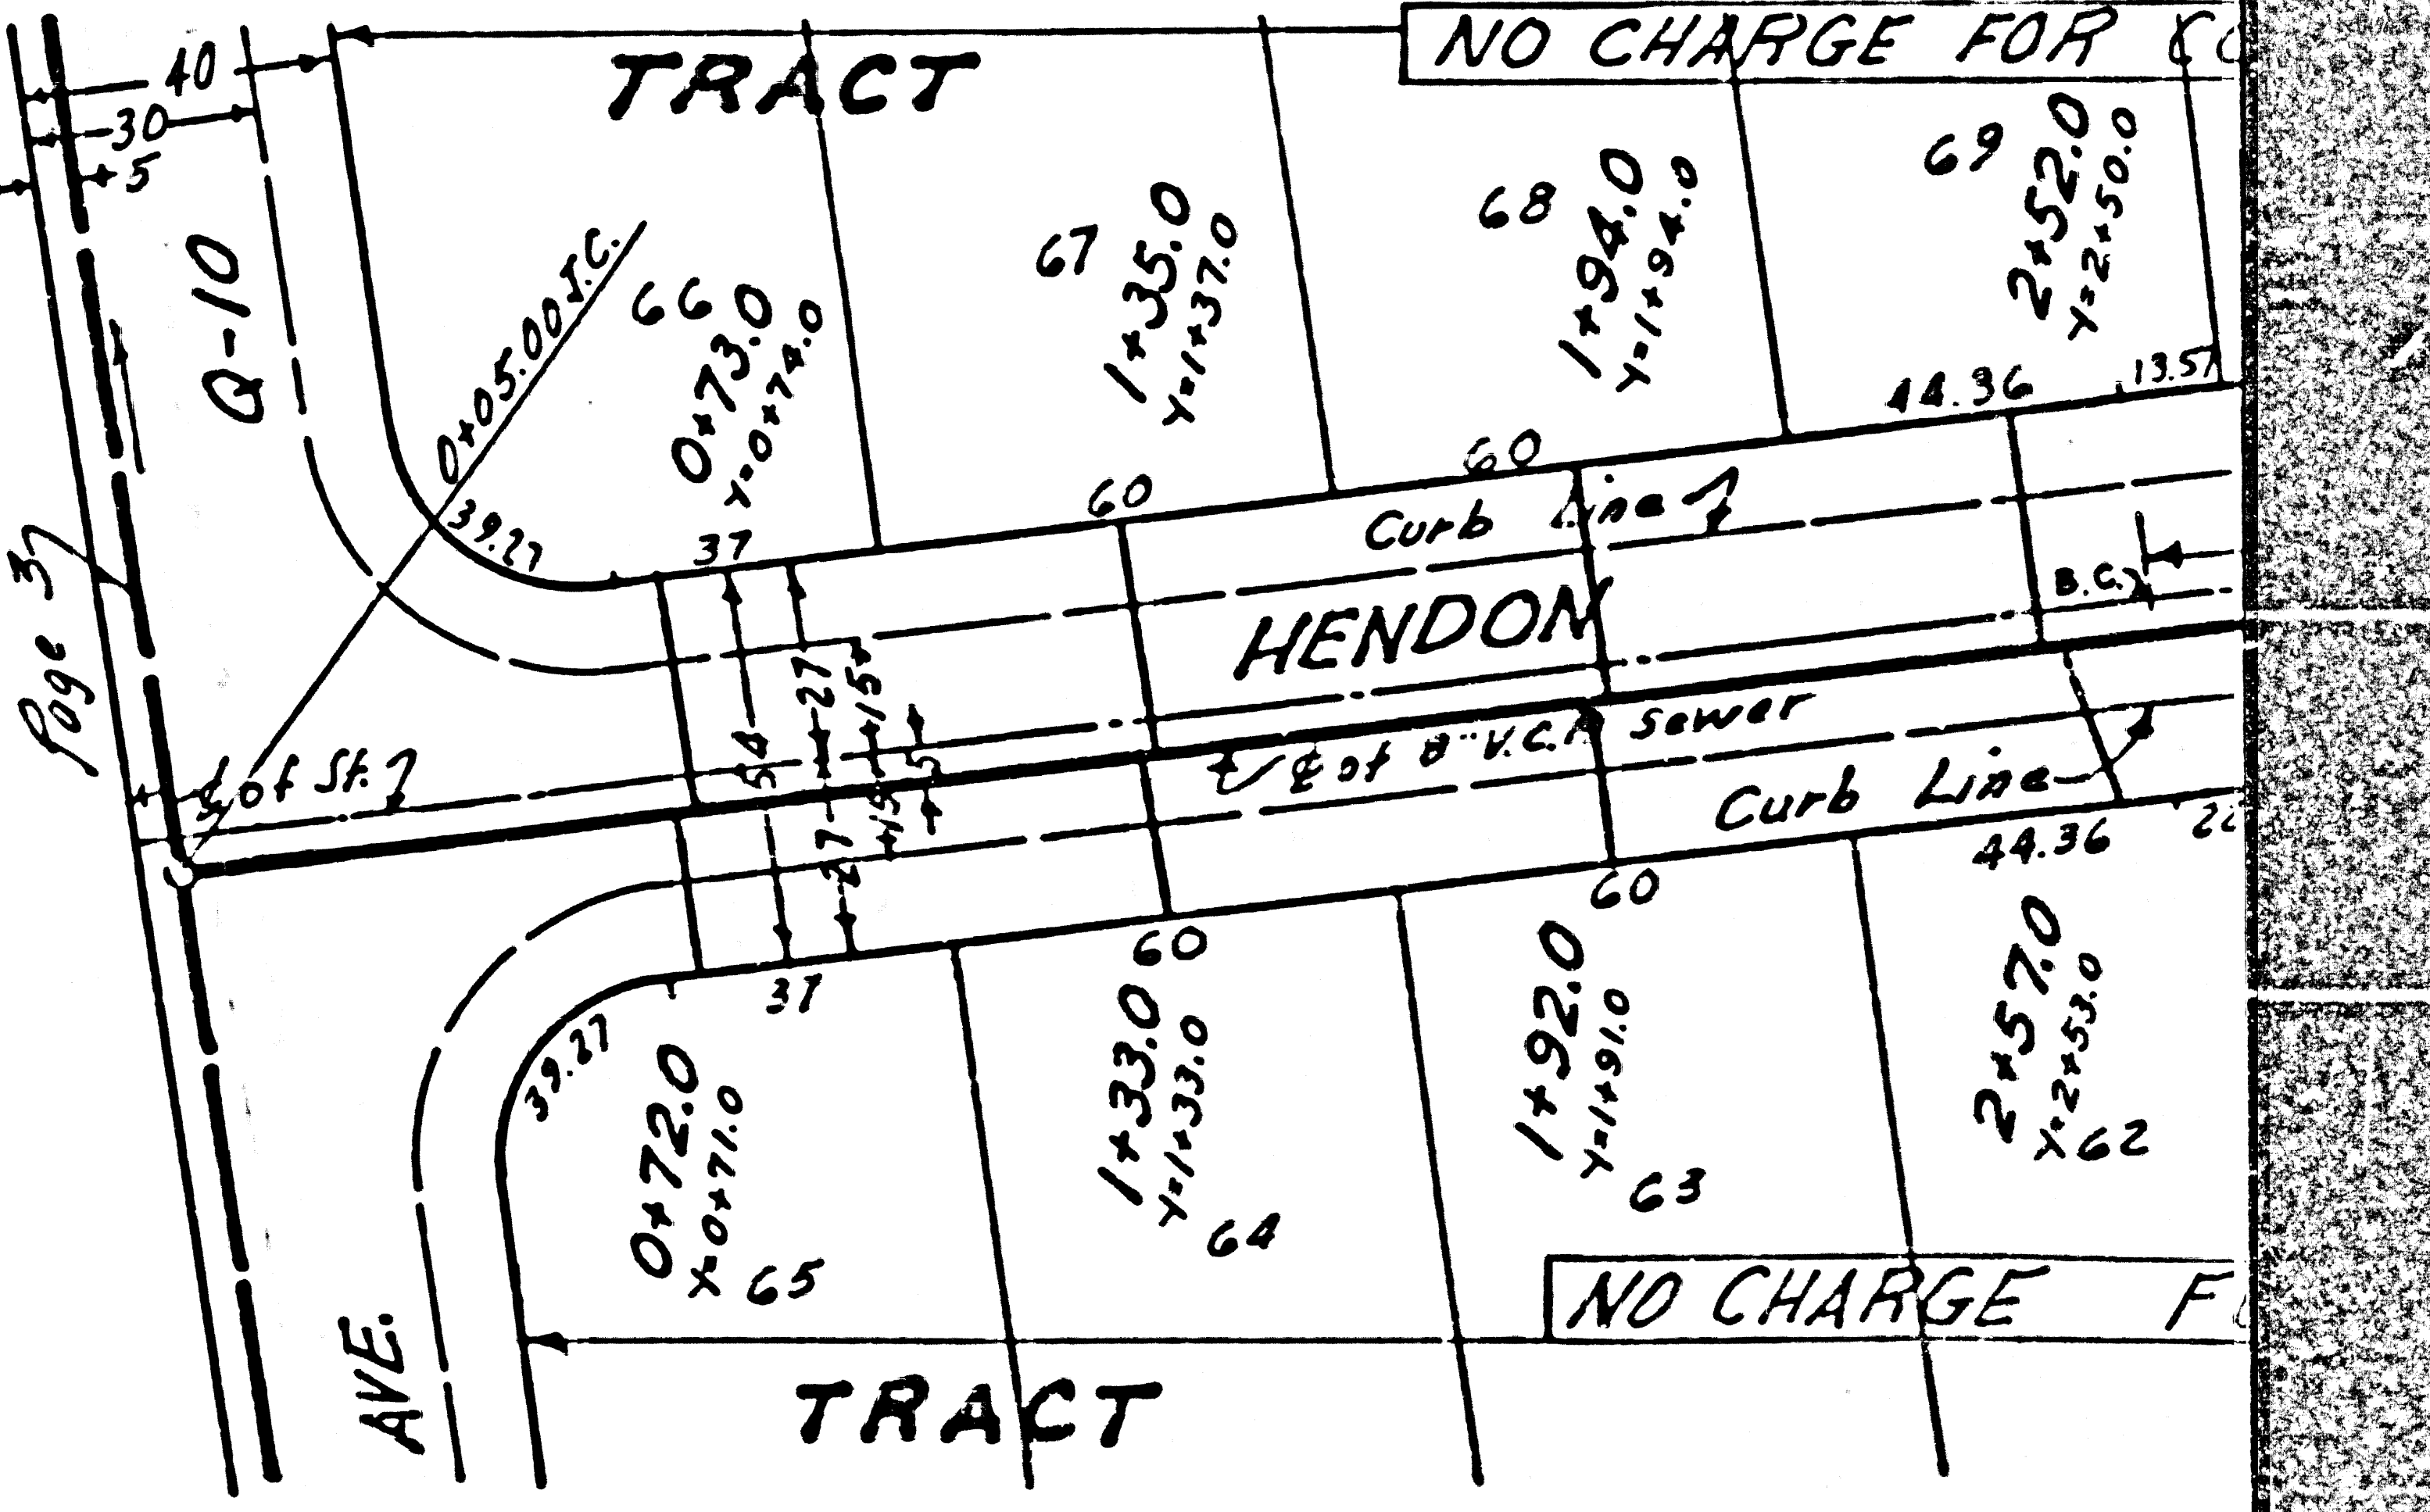 40
30
5
TRACT
NO CHARGE FOR
Q-10
0+05.00 J.C.
66
0+73.0
Y=0+74.0
67
1+35.0
Y=1+37.0
68
1+94.0
Y=1+94.0
69
2+52.0
Y=2+50.0
39.27
37
60
60
44.36
13.57
Curb Line
Page 37
HENDON
B.C.
℄ of St.
54
27
15
5
27
15
℄ of 8" V.C.P. Sewer
Curb Line
39.27
37
60
60
44.36
0+72.0
Y=0+71.0
65
1+33.0
Y=1+33.0
64
1+92.0
Y=1+91.0
63
2+57.0
Y=2+53.0
62
NO CHARGE
AVE.
TRACT